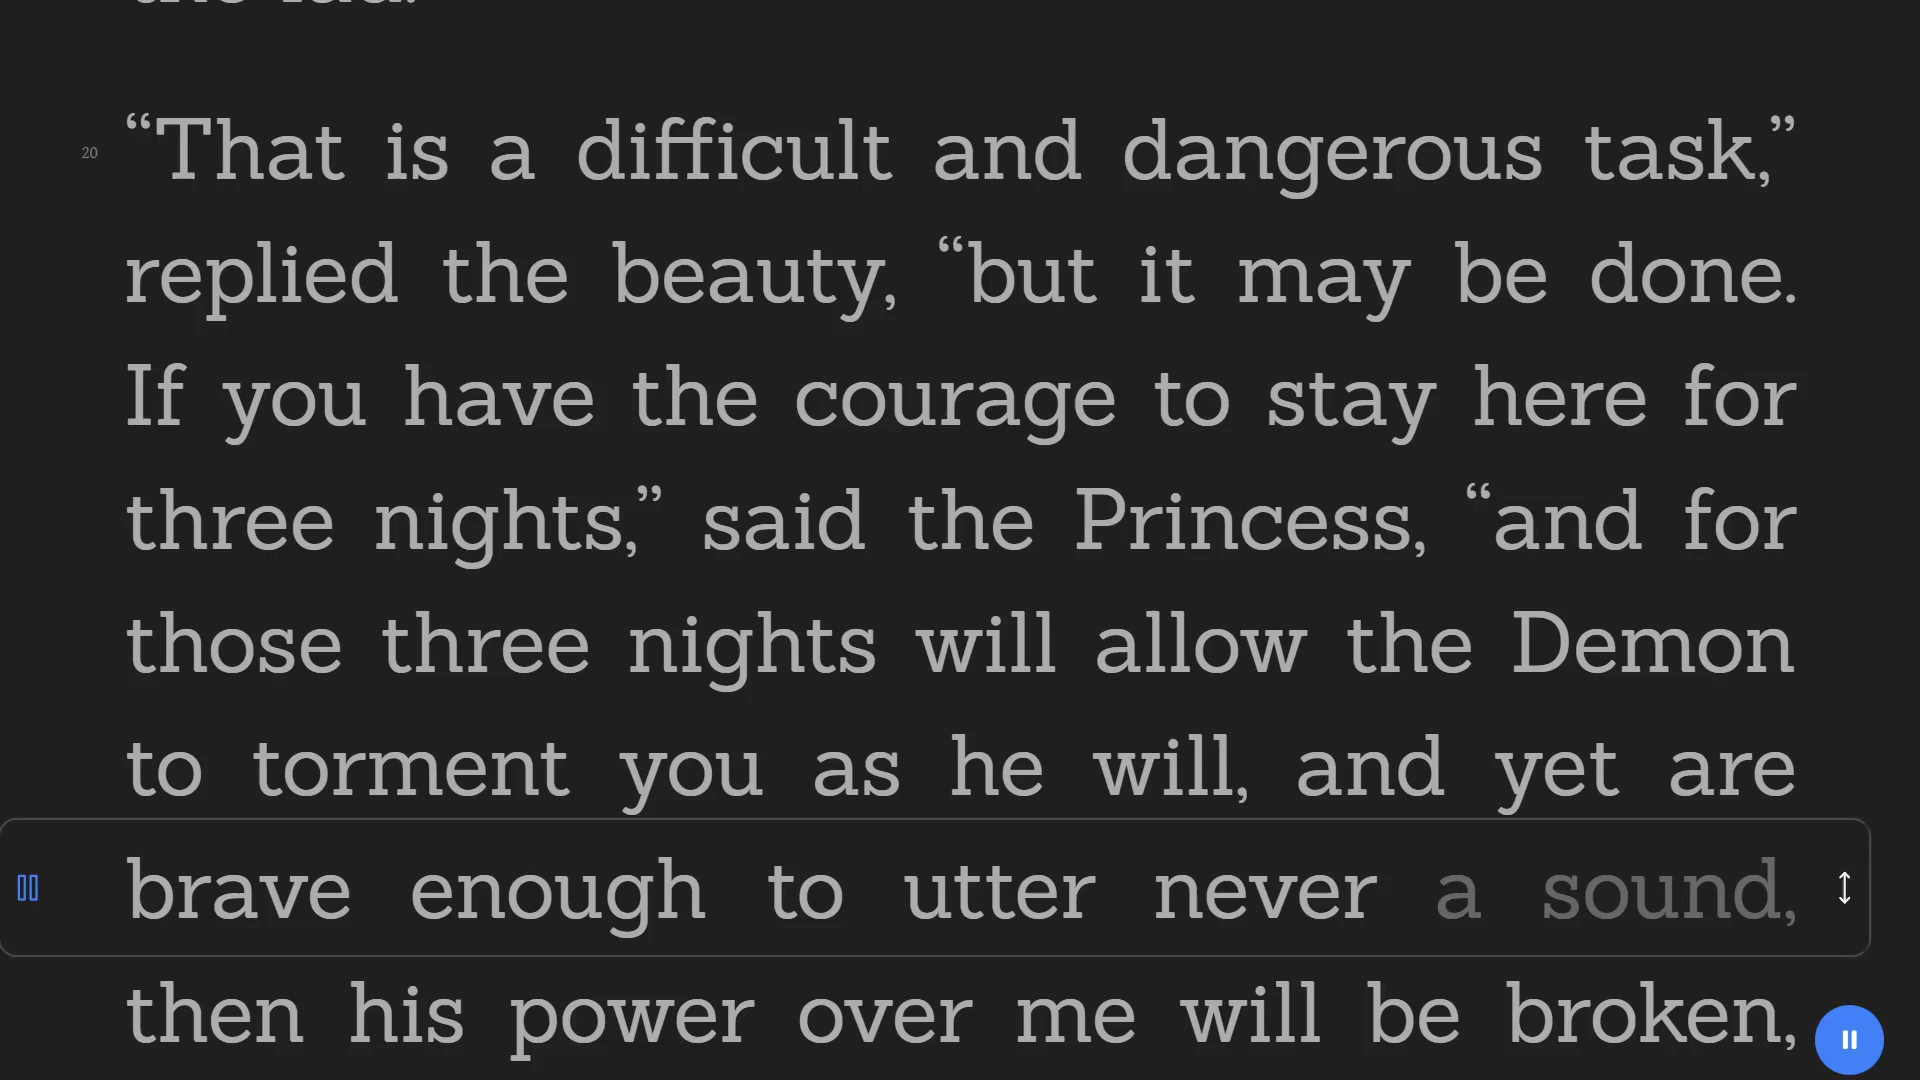 “That is a difficult and dangerous task,”
20
replied the beauty, “but it may be done.
If you have the courage to stay here for
three nights,” said the Princess, “and for
those three nights will allow the Demon
to torment you as he will, and yet are
brave enough to utter never a sound,
then his power over me will be broken,